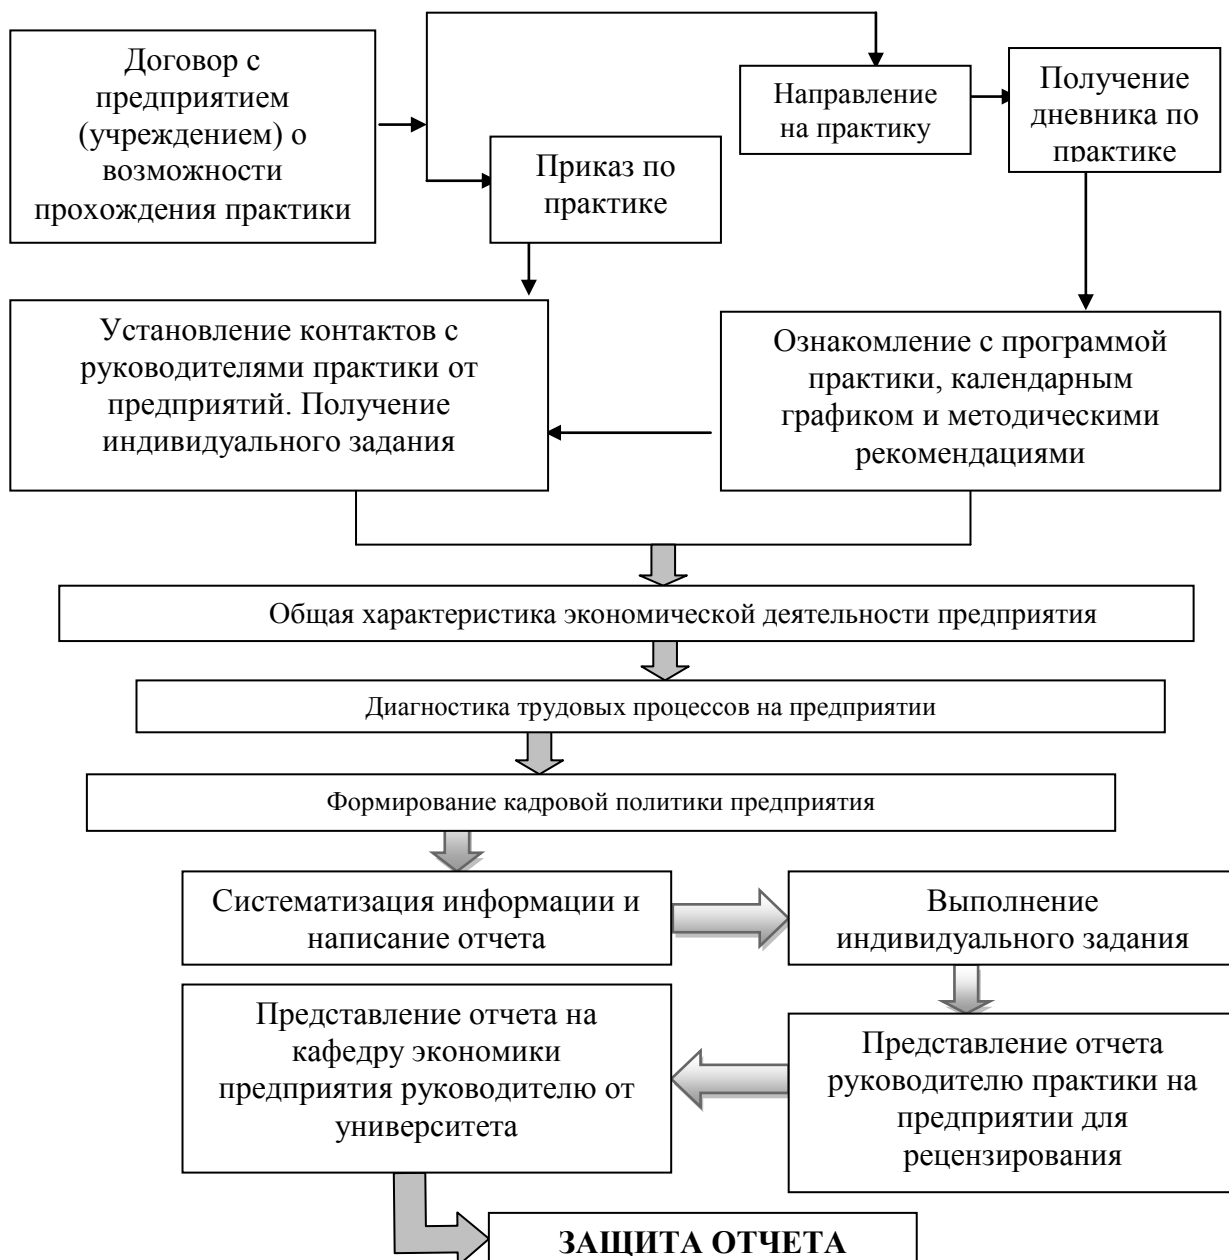 Договор с
предприятием
(учреждением) о
возможности
прохождения практики
Направление
на практику
Получение
дневника по
практике
Приказ по
практике
Установление контактов с
руководителями практики от
предприятий. Получение
индивидуального задания
Ознакомление с программой
практики, календарным
графиком и методическими
рекомендациями
Общая характеристика экономической деятельности предприятия
Диагностика трудовых процессов на предприятии
Формирование кадровой политики предприятия
Систематизация информации и
написание отчета
Выполнение
индивидуального задания
Представление отчета
руководителю практики на
предприятии для
рецензирования
Представление отчета на
кафедру экономики
предприятия руководителю от
университета
ЗАЩИТА ОТЧЕТА